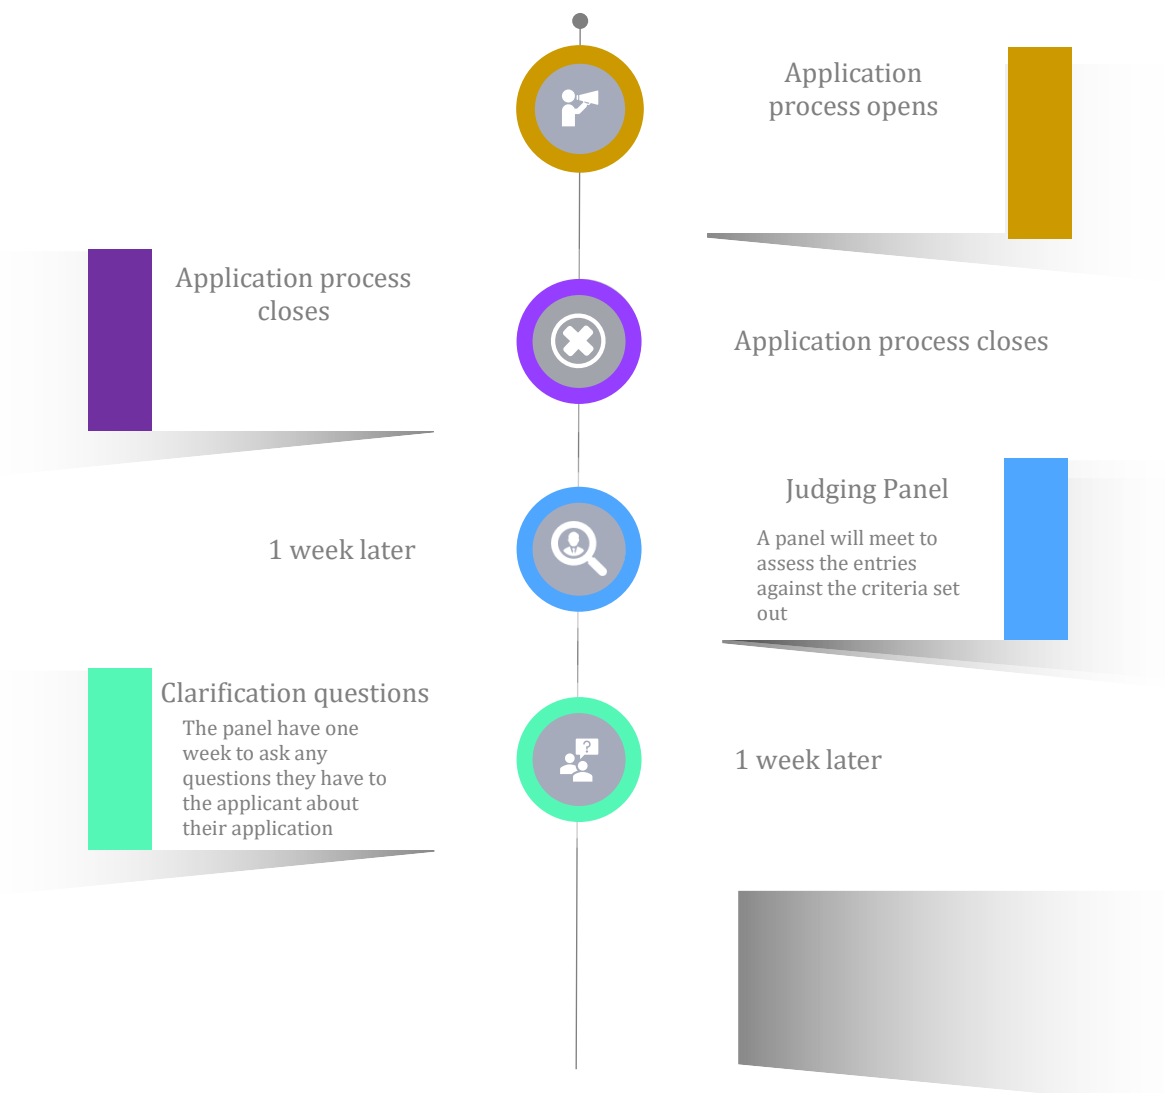 Application
process opens
Application process
closes
Application process closes
Judging Panel
A panel will meet to
assess the entries
against the criteria set
out
1 week later
Clarification questions
The panel have one
week to ask any
questions they have to
the applicant about
their application
1 week later
?